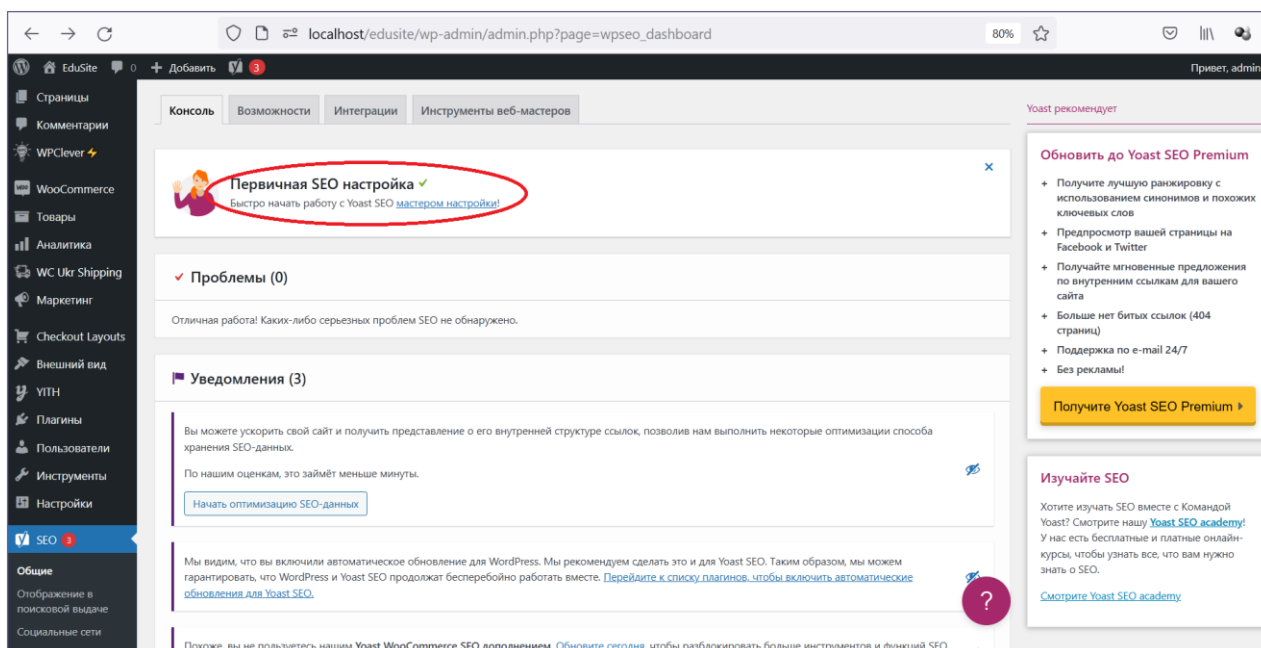 localhost/edusite/wp-admin/admin.php?page=wpseo_dashboard
80%
EduSite
0
Добавить
3
Привет, admin
Страницы
Комментарии
WPClever
WooCommerce
Товары
Аналитика
WC Ukr Shipping
Маркетинг
Checkout Layouts
Внешний вид
YITH
Плагины
Пользователи
Инструменты
Настройки
SEO 3
Общие
Отображение в
поисковой выдаче
Социальные сети
Консоль
Возможности
Интеграции
Инструменты веб-мастеров
Первичная SEO настройка
Быстро начать работу с Yoast SEO мастером настройки!
Проблемы (0)
Отличная работа! Каких-либо серьезных проблем SEO не обнаружено.
Уведомления (3)
Вы можете ускорить свой сайт и получить представление о его внутренней структуре ссылок, позволив нам выполнить некоторые оптимизации способа
хранения SEO-данных.
По нашим оценкам, это займёт меньше минуты.
Начать оптимизацию SEO-данных
Мы видим, что вы включили автоматическое обновление для WordPress. Мы рекомендуем сделать это и для Yoast SEO. Таким образом, мы можем
гарантировать, что WordPress и Yoast SEO продолжат бесперебойно работать вместе. Перейдите к списку плагинов, чтобы включить автоматические
обновления для Yoast SEO.
Похоже, вы не пользуетесь нашим Yoast WooCommerce SEO дополнением. Обновите сегодня, чтобы разблокировать больше инструментов и функций SEO
?
Yoast рекомендует
Обновить до Yoast SEO Premium
+ Получите лучшую ранжировку с
использованием синонимов и похожих
ключевых слов
+ Предпросмотр вашей страницы на
Facebook и Twitter
+ Получайте мгновенные предложения
по внутренним ссылкам для вашего
сайта
+ Больше нет битых ссылок (404
страниц)
+ Поддержка по e-mail 24/7
+ Без рекламы!
Получите Yoast SEO Premium
Изучайте SEO
Хотите изучать SEO вместе с Командой
Yoast? Смотрите нашу Yoast SEO academy!
У нас есть бесплатные и платные онлайн-
курсы, чтобы узнать все, что вам нужно
знать о SEO.
Смотрите Yoast SEO academy